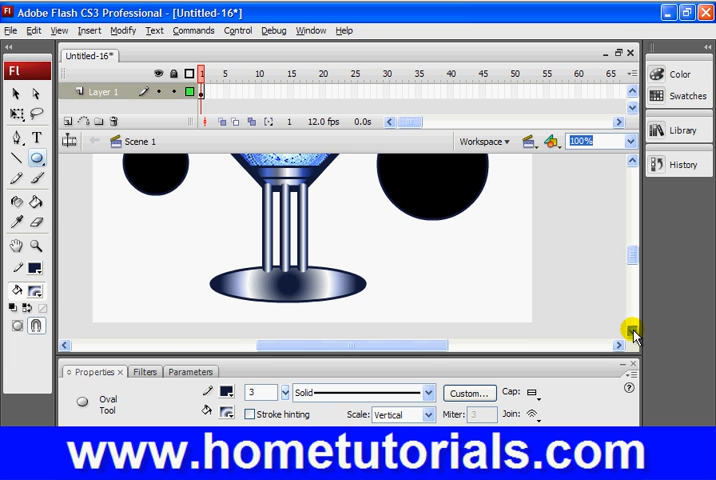 Adobe Flash CS3 Professional - [Untitled-16*]
File Edit View Insert Modify Text Commands Control Debug Window Help
Untitled-16*
1 5 10 15 20 25 30 35 40 45 50 55 60 65
Layer 1
1 12.0 fps 0.0s
Scene 1 Workspace 100%
Fl
T
Color
Swatches
Library
History
Properties Filters Parameters
Oval Tool
3 Solid Custom... Cap:
Stroke hinting Scale: Vertical Miter: 3 Join:
www.hometutorials.com